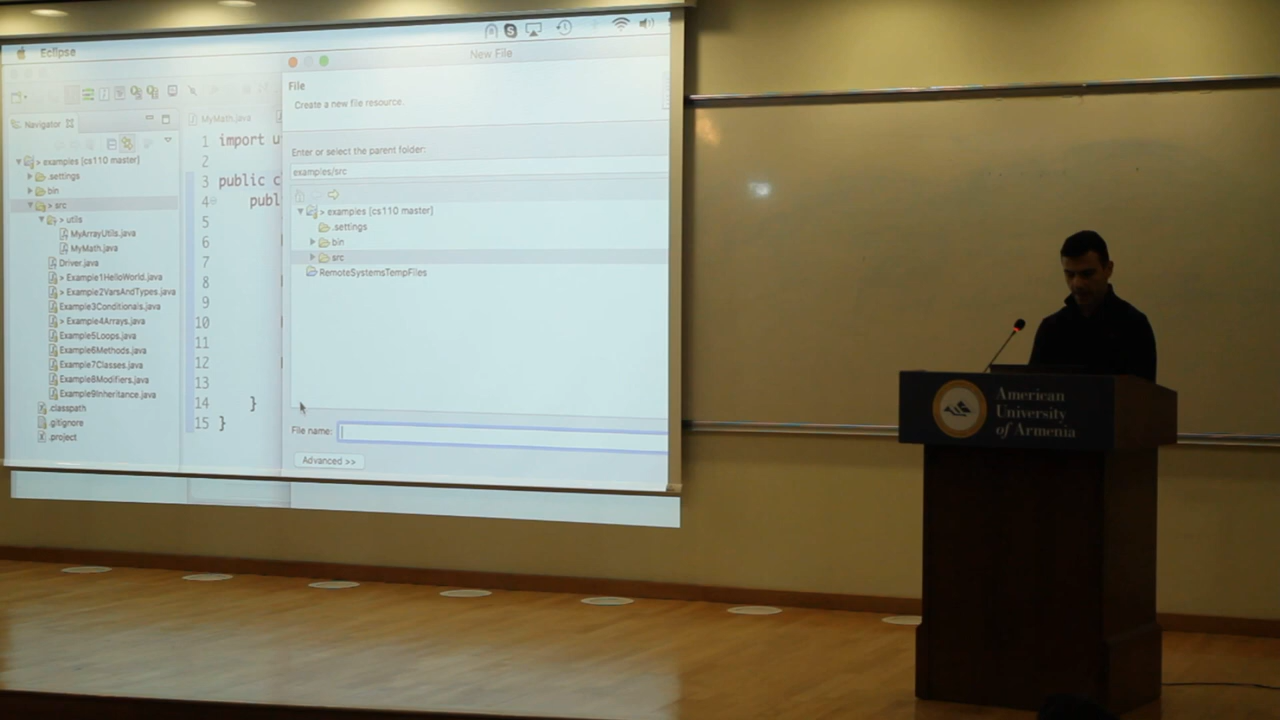 Eclipse
New File
File
Create a new file resource.
Navigator
MyMath.java
Enter or select the parent folder:
examples/src
> examples [cs110 master]
.settings
bin
> src
> utils
MyArrayUtils.java
MyMath.java
Driver.java
> Example1HelloWorld.java
> Example2VarsAndTypes.java
Example3Conditionals.java
> Example4Arrays.java
Example5Loops.java
Example6Methods.java
Example7Classes.java
Example8Modifiers.java
Example9Inheritance.java
.classpath
.gitignore
.project
1 import u
2
3 public c
4 publ
5
6
7
8
9
10
11
12
13
14 }
15 }
> examples [cs110 master]
.settings
bin
src
RemoteSystemsTempFiles
File name:
Advanced >>
American
University
of Armenia